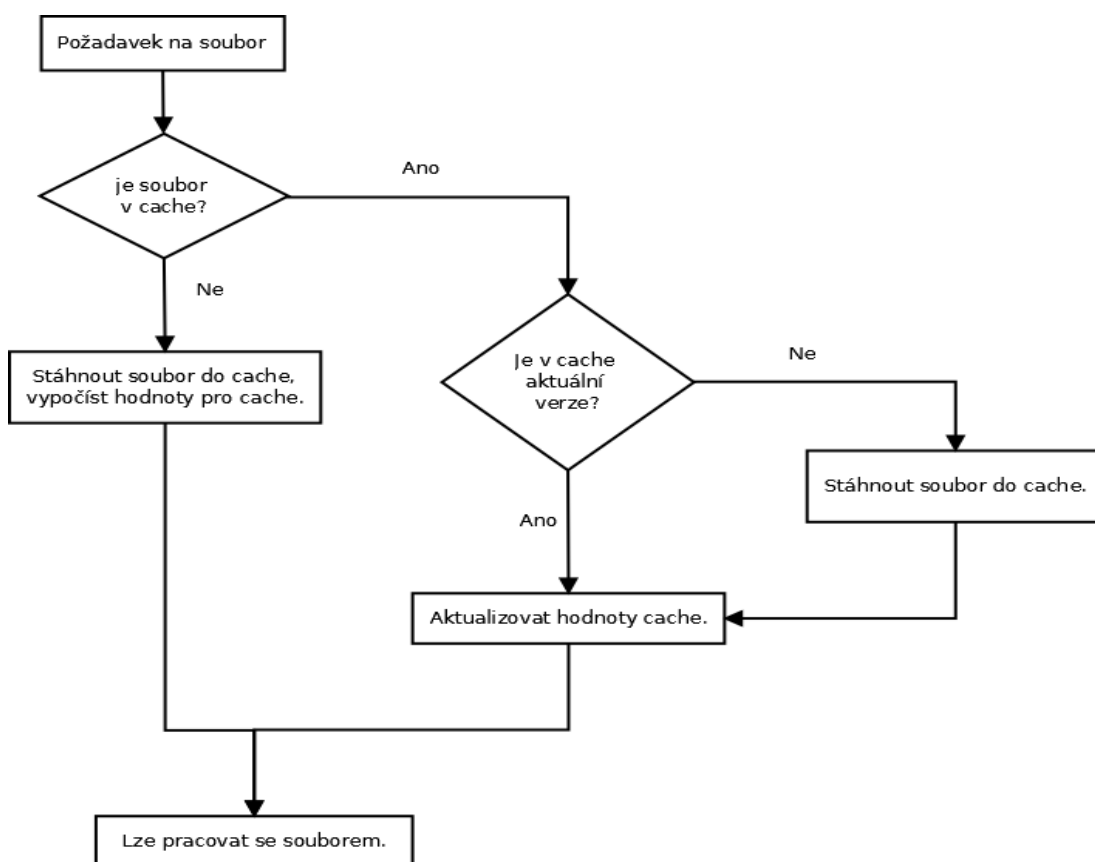 Požadavek na soubor
je soubor
v cache?
Ano
Ne
Stáhnout soubor do cache,
vypočíst hodnoty pro cache.
Je v cache
aktuální
verze?
Ne
Stáhnout soubor do cache.
Ano
Aktualizovat hodnoty cache.
Lze pracovat se souborem.